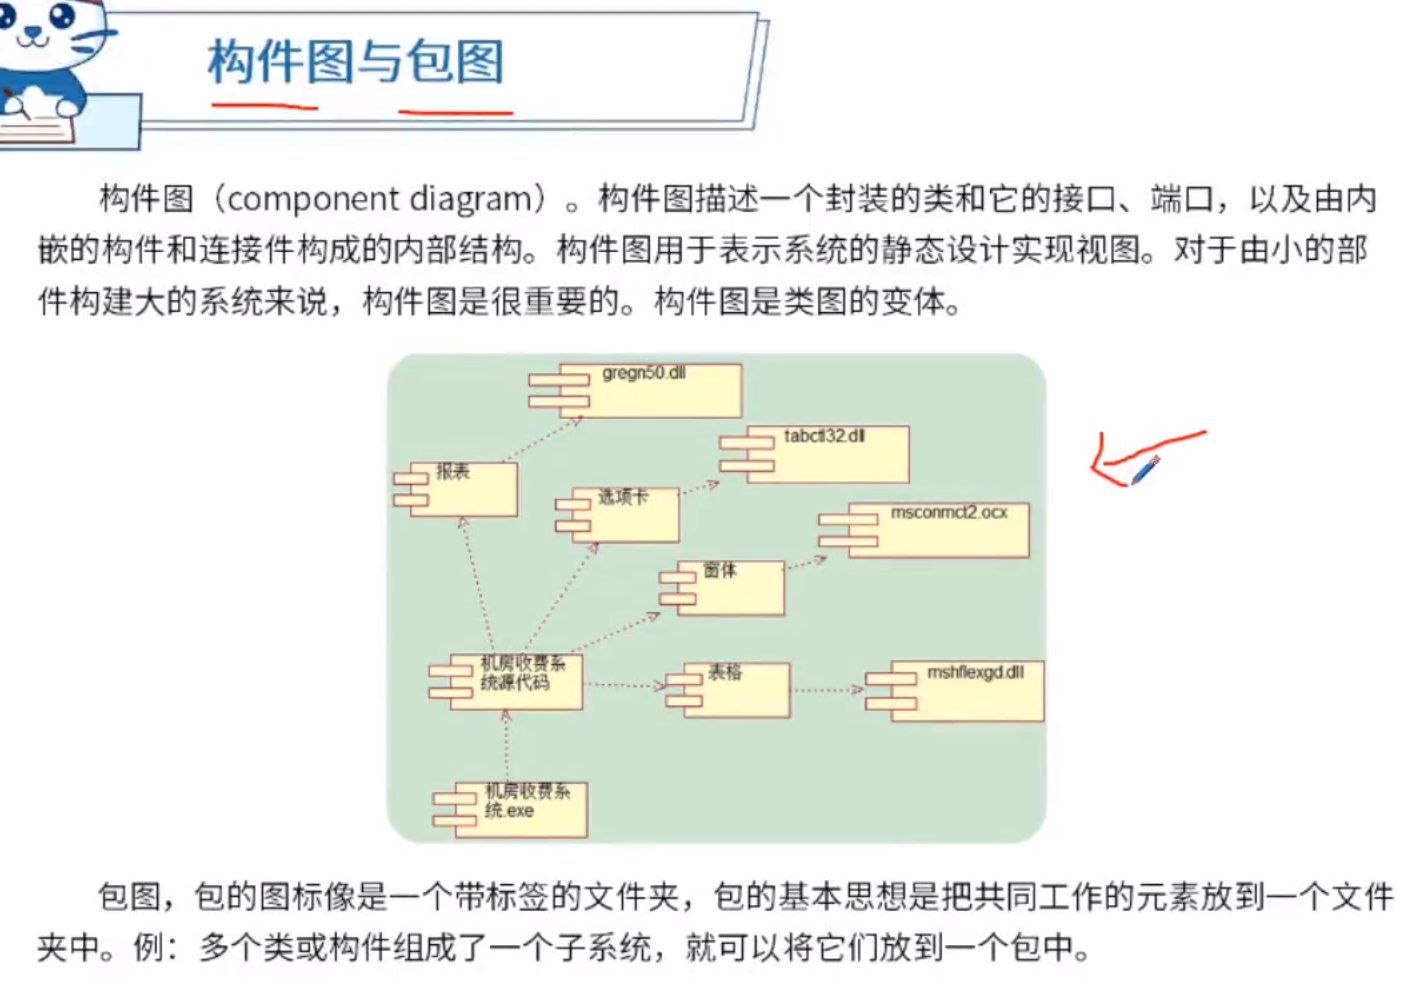 构件图与包图
构件图（component diagram）。构件图描述一个封装的类和它的接口、端口，以及由内
嵌的构件和连接件构成的内部结构。构件图用于表示系统的静态设计实现视图。对于由小的部
件构建大的系统来说，构件图是很重要的。构件图是类图的变体。
gregn50.dll
tabctl32.dll
报表
选项卡
msconmct2.ocx
窗体
机房收费系
统源代码
表格
mshflexgd.dll
机房收费系
统.exe
包图，包的图标像是一个带标签的文件夹，包的基本思想是把共同工作的元素放到一个文件
夹中。例：多个类或构件组成了一个子系统，就可以将它们放到一个包中。